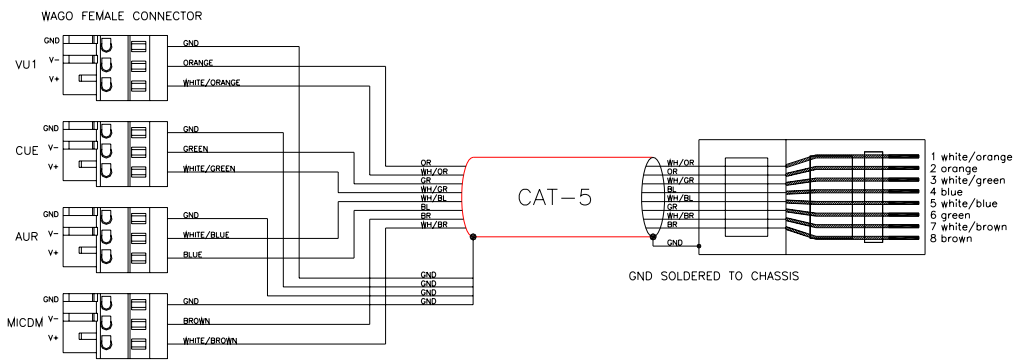 WAGO FEMALE CONNECTOR
VU1
GND
V-
V+
GND
ORANGE
WHITE/ORANGE
CUE
GND
V-
V+
GND
GREEN
WHITE/GREEN
AUR
GND
V-
V+
GND
WHITE/BLUE
BLUE
MICDM
GND
V-
V+
GND
BROWN
WHITE/BROWN
OR
WH/OR
GR
WH/GR
WH/BL
BL
BR
WH/BR
GND
GND
GND
GND
CAT-5
WH/OR
OR
WH/GR
BL
WH/BL
GR
WH/BR
BR
GND
1 white/orange
2 orange
3 white/green
4 blue
5 white/blue
6 green
7 white/brown
8 brown
GND SOLDERED TO CHASSIS